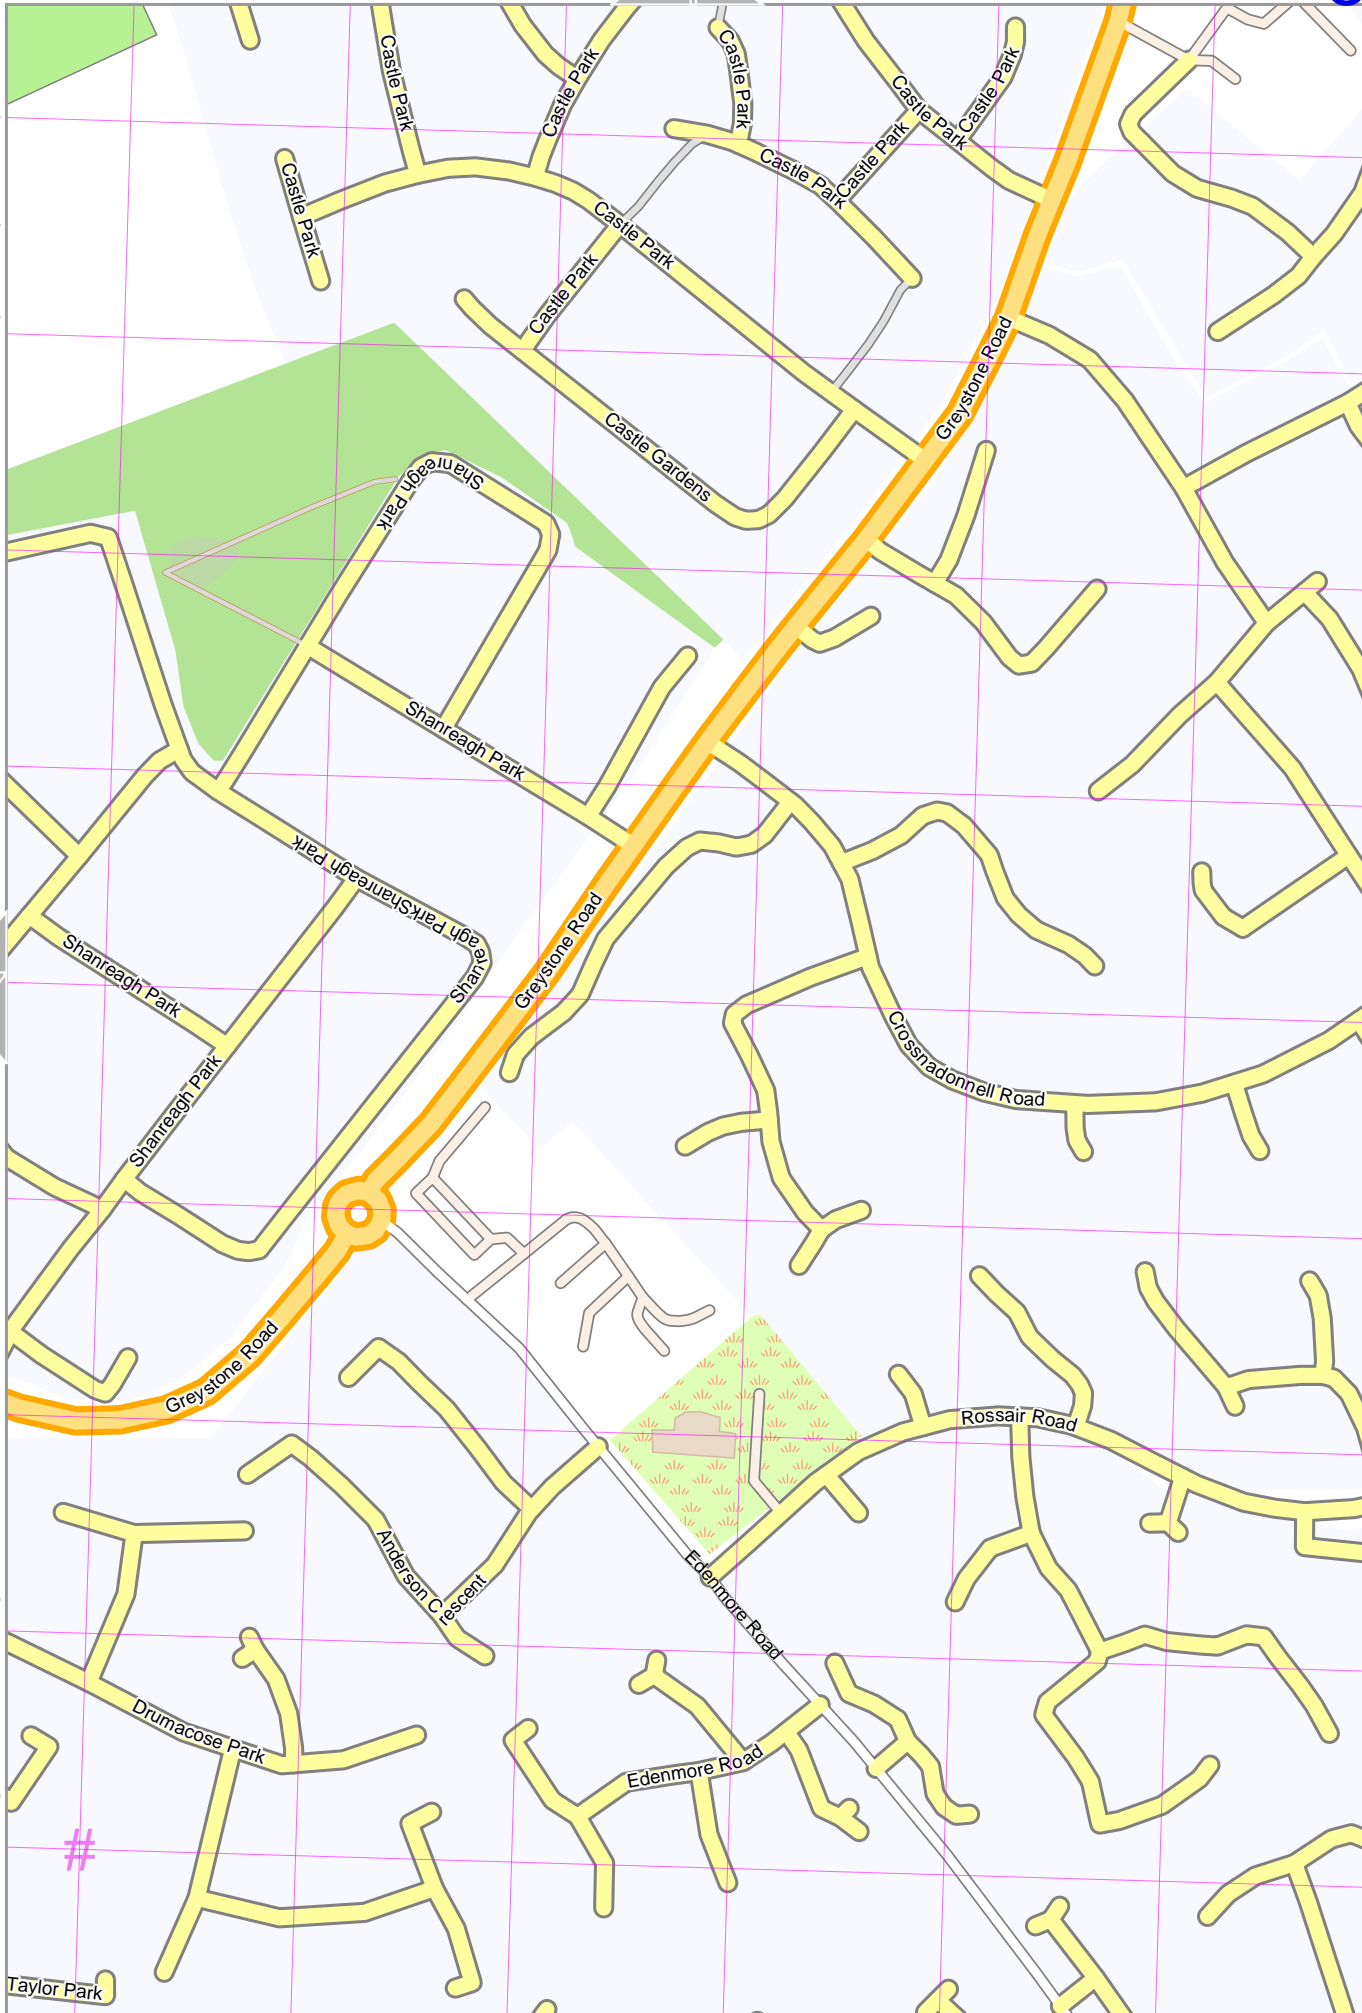 Castle Park
Castle Park
Castle Park
Castle Park
Castle Park
Castle Park
Castle Park
Castle Park
Castle Park
Castle Park
Greystone Road
Castle Gardens
Shanreagh Park
Shanreagh Park
Shanreagh Park
Shanreagh Park
Greystone Road
Shanreagh Park
Crossnadonnell Road
Shanreagh Park
Greystone Road
Rossair Road
Anderson Crescent
Edenmore Road
Drumacose Park
Edenmore Road
#
Taylor Park